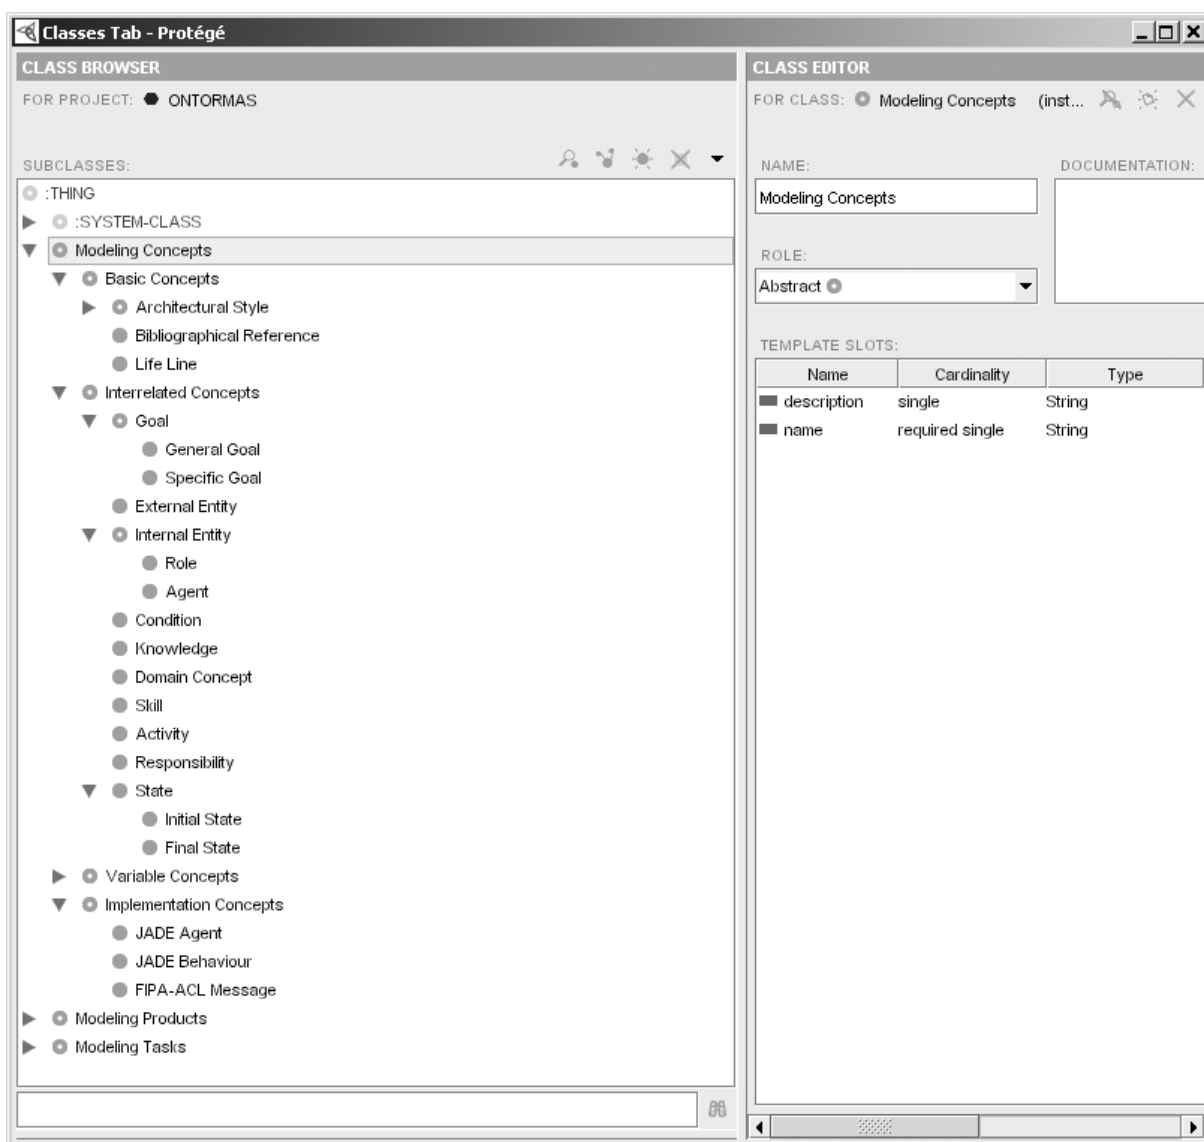 Classes Tab - Protégé
CLASS BROWSER
FOR PROJECT: ONTORMAS
SUBCLASSES:
:THING
:SYSTEM-CLASS
Modeling Concepts
Basic Concepts
Architectural Style
Bibliographical Reference
Life Line
Interrelated Concepts
Goal
General Goal
Specific Goal
External Entity
Internal Entity
Role
Agent
Condition
Knowledge
Domain Concept
Skill
Activity
Responsibility
State
Initial State
Final State
Variable Concepts
Implementation Concepts
JADE Agent
JADE Behaviour
FIPA-ACL Message
Modeling Products
Modeling Tasks
CLASS EDITOR
FOR CLASS: Modeling Concepts (inst...
NAME: DOCUMENTATION:
Modeling Concepts
ROLE:
Abstract
TEMPLATE SLOTS:
Name Cardinality Type
description single String
name required single String